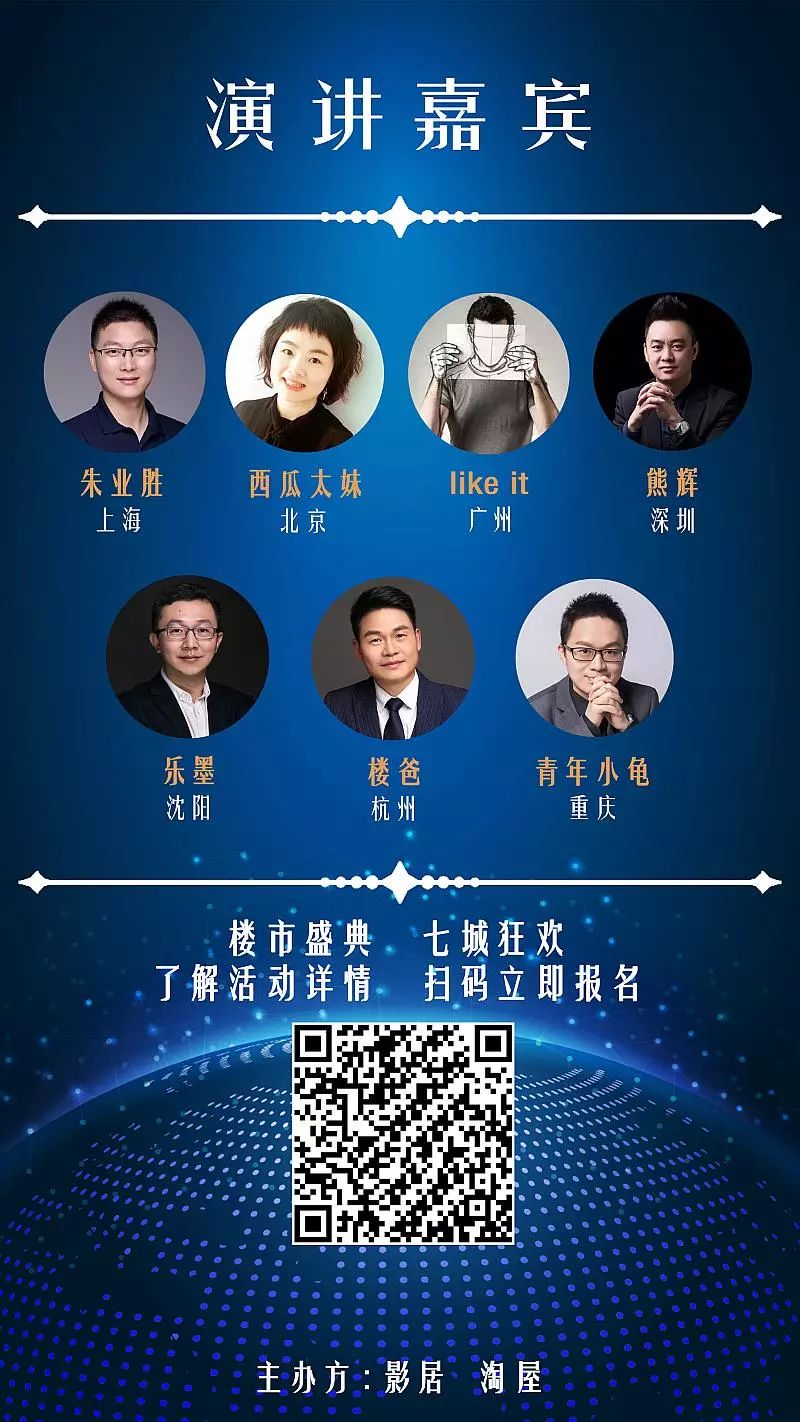 演讲嘉宾
朱业胜 西瓜太妹 like it 熊辉
上海 北京 广州 深圳
乐墨 楼爸 青年小龟
沈阳 杭州 重庆
楼市盛典 七城狂欢
了解活动详情 扫码立即报名
主办方:影居 淘屋